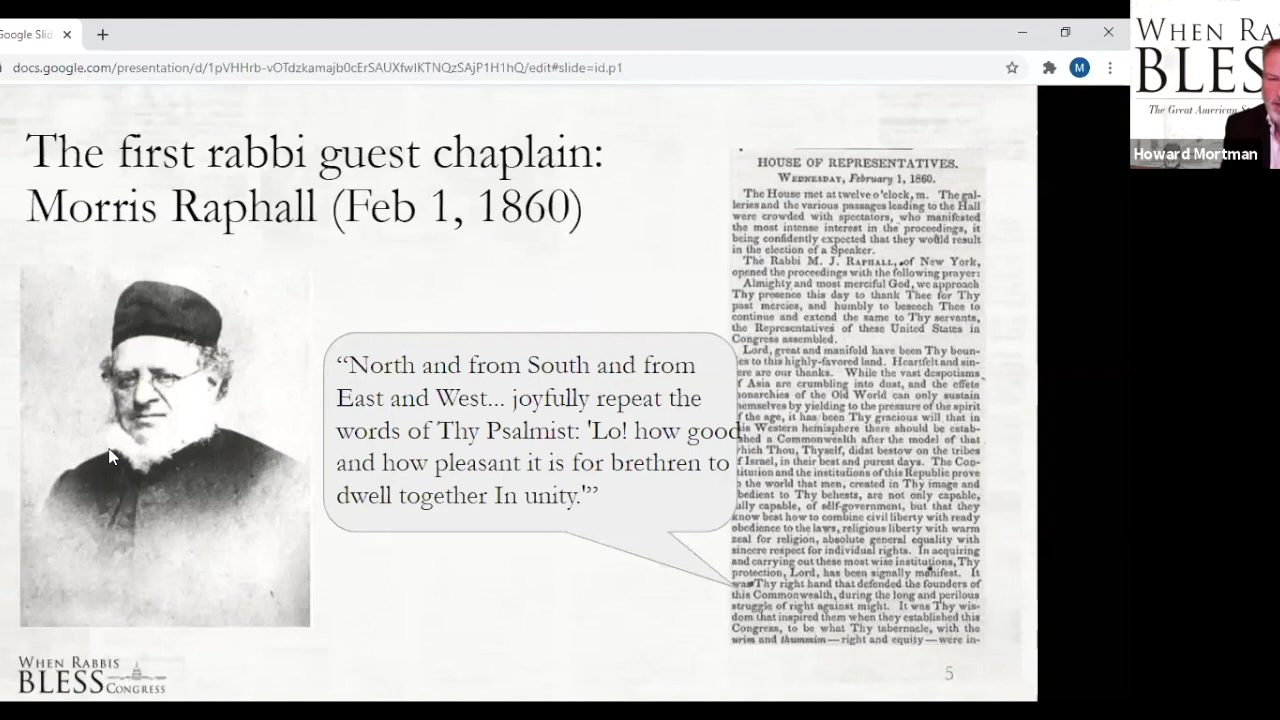 Google Slid
docs.google.com/presentation/d/1pVHHrb-vOTdzkamajb0cErSAUXfwIKTNQzSAjP1H1hQ/edit#slide=id.p1
M
The first rabbi guest chaplain:
Morris Raphall (Feb 1, 1860)
“North and from South and from
East and West... joyfully repeat the
words of Thy Psalmist: 'Lo! how good
and how pleasant it is for brethren to
dwell together In unity.'”
HOUSE OF REPRESENTATIVES.
WEDNESDAY, February 1, 1860.
The House met at twelve o'clock, m. The gal-
leries and the various passages leading to the Hall
were crowded with spectators, who manifested
the most intense interest in the proceedings, it
being confidently expected that they would result
in the election of a Speaker.
The Rabbi M. J. RAPHALL, of New York,
opened the proceedings with the following prayer:
Almighty and most merciful God, we approach
Thy presence this day to thank Thee for Thy
past mercies, and humbly to beseech Thee to
continue and extend the same to Thy servants,
the Representatives of these United States in
Congress assembled.
Lord, great and manifold have been Thy boun-
es to this highly-favored land. Heartfelt and sin-
ere are our thanks. While the vast despotisms
f Asia are crumbling into dust, and the effete
onarchies of the Old World can only sustain
emselves by yielding to the pressure of the spirit
f the age, it has been Thy gracious will that in
is Western hemisphere there should be estab-
shed a Commonwealth after the model of that
hich Thou, Thyself, didst bestow on the tribes
f Israel, in their best and purest days. The Con-
titution and the institutions of this Republic prove
o the world that men, created in Thy image and
bedient to Thy behests, are not only capable,
ully capable, of self-government, but that they
know best how to combine civil liberty with ready
obedience to the laws, religious liberty with warm
zeal for religion, absolute general equality with
sincere respect for individual rights. In acquiring
and carrying out these most wise institutions, Thy
protection, Lord, has been signally manifest. It
was Thy right hand that defended the founders of
this Commonwealth, during the long and perilous
struggle of right against might. It was Thy wis-
dom that inspired them when they established this
Congress, to be what Thy tabernacle, with the
urim and thummim—right and equity—were in-
WHEN RABBIS
BLESS CONGRESS
5
WHEN RA
BLES
The Great American S
Howard Mortman